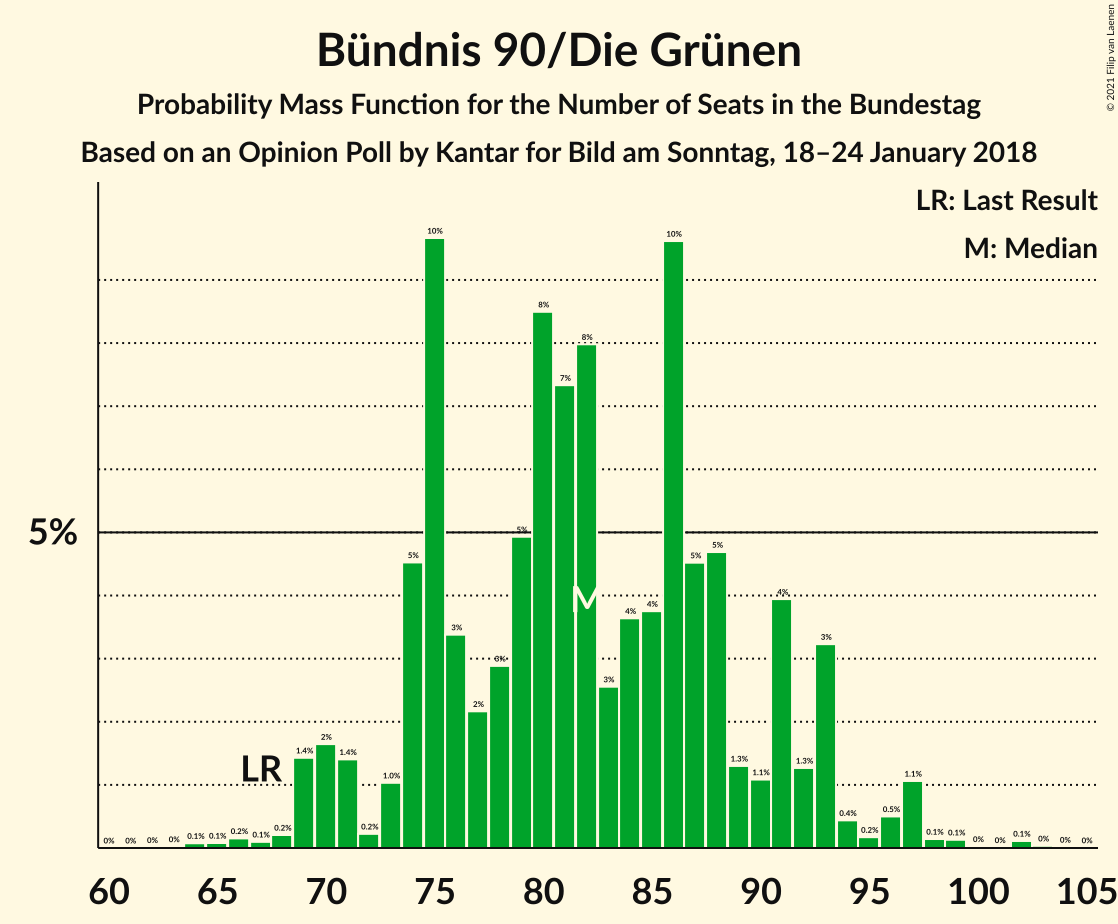 Bündnis 90/Die Grünen
Probability Mass Function for the Number of Seats in the Bundestag
Based on an Opinion Poll by Kantar for Bild am Sonntag, 18–24 January 2018
© 2021 Filip van Laenen
LR: Last Result
M: Median
5%
0% 0% 0% 0% 0.1% 0.1% 0.2% 0.1% 0.2% 1.4% 2% 1.4% 0.2% 1.0% 5% 10% 3% 2% 3% 5% 8% 7% 8% 3% 4% 4% 10% 5% 5% 1.3% 1.1% 4% 1.3% 3% 0.4% 0.2% 0.5% 1.1% 0.1% 0.1% 0% 0% 0.1% 0% 0% 0%
LR
M
60 65 70 75 80 85 90 95 100 105